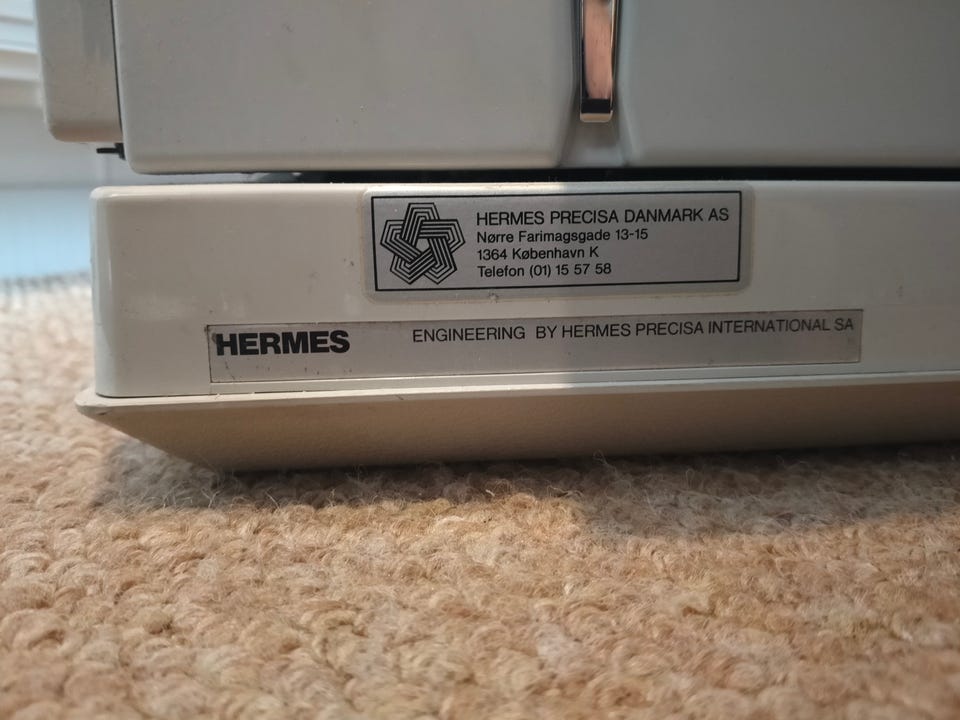 HERMES PRECISA DANMARK AS
Nørre Farimagsgade 13-15
1364 København K
Telefon (01) 15 57 58
HERMES ENGINEERING BY HERMES PRECISA INTERNATIONAL SA